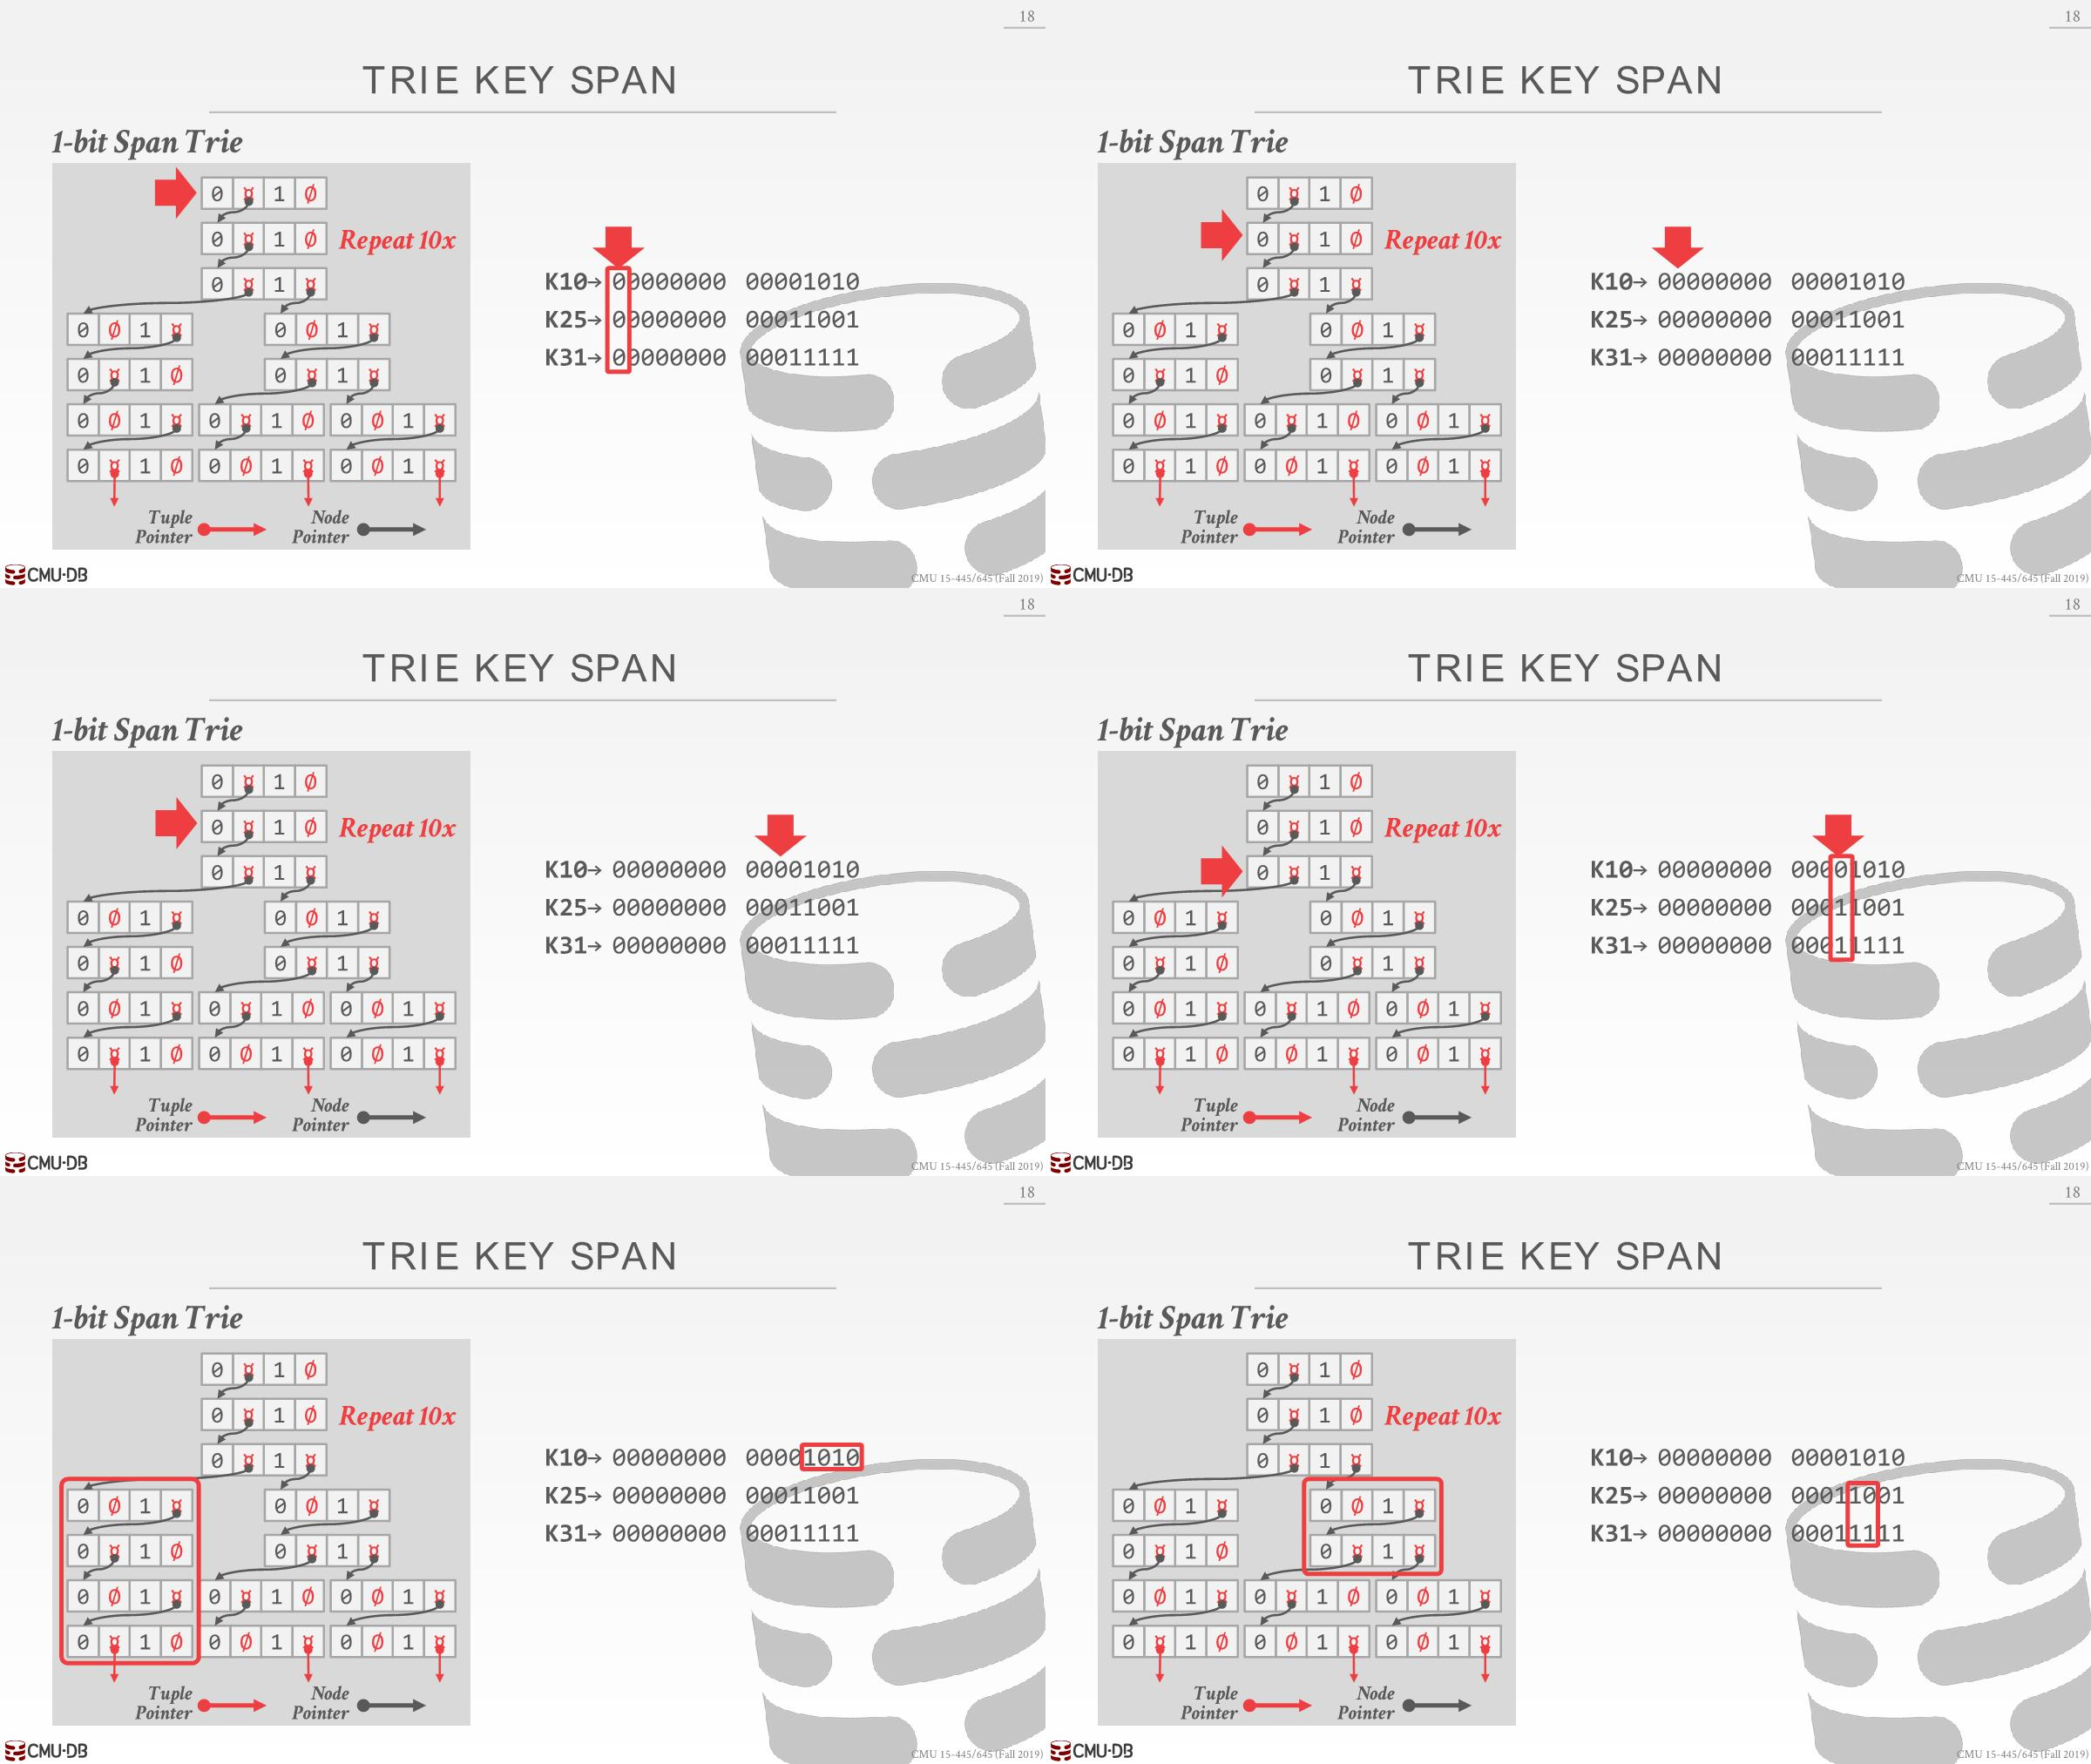 18
TRIE KEY SPAN
1-bit Span Trie
0 ¤ 1 Ø
0 ¤ 1 Ø Repeat 10x
0 ¤ 1 ¤
0 Ø 1 ¤ 0 Ø 1 ¤
0 ¤ 1 Ø 0 ¤ 1 ¤
0 Ø 1 ¤ 0 ¤ 1 Ø 0 Ø 1 ¤
0 ¤ 1 Ø 0 Ø 1 ¤ 0 Ø 1 ¤
Tuple Pointer
Node Pointer
K10→ 00000000 00001010
K25→ 00000000 00011001
K31→ 00000000 00011111
CMU·DB
CMU 15-445/645 (Fall 2019)
18
TRIE KEY SPAN
1-bit Span Trie
0 ¤ 1 Ø
0 ¤ 1 Ø Repeat 10x
0 ¤ 1 ¤
0 Ø 1 ¤ 0 Ø 1 ¤
0 ¤ 1 Ø 0 ¤ 1 ¤
0 Ø 1 ¤ 0 ¤ 1 Ø 0 Ø 1 ¤
0 ¤ 1 Ø 0 Ø 1 ¤ 0 Ø 1 ¤
Tuple Pointer
Node Pointer
K10→ 00000000 00001010
K25→ 00000000 00011001
K31→ 00000000 00011111
CMU·DB
CMU 15-445/645 (Fall 2019)
18
TRIE KEY SPAN
1-bit Span Trie
0 ¤ 1 Ø
0 ¤ 1 Ø Repeat 10x
0 ¤ 1 ¤
0 Ø 1 ¤ 0 Ø 1 ¤
0 ¤ 1 Ø 0 ¤ 1 ¤
0 Ø 1 ¤ 0 ¤ 1 Ø 0 Ø 1 ¤
0 ¤ 1 Ø 0 Ø 1 ¤ 0 Ø 1 ¤
Tuple Pointer
Node Pointer
K10→ 00000000 00001010
K25→ 00000000 00011001
K31→ 00000000 00011111
CMU·DB
CMU 15-445/645 (Fall 2019)
18
TRIE KEY SPAN
1-bit Span Trie
0 ¤ 1 Ø
0 ¤ 1 Ø Repeat 10x
0 ¤ 1 ¤
0 Ø 1 ¤ 0 Ø 1 ¤
0 ¤ 1 Ø 0 ¤ 1 ¤
0 Ø 1 ¤ 0 ¤ 1 Ø 0 Ø 1 ¤
0 ¤ 1 Ø 0 Ø 1 ¤ 0 Ø 1 ¤
Tuple Pointer
Node Pointer
K10→ 00000000 00001010
K25→ 00000000 00011001
K31→ 00000000 00011111
CMU·DB
CMU 15-445/645 (Fall 2019)
18
TRIE KEY SPAN
1-bit Span Trie
0 ¤ 1 Ø
0 ¤ 1 Ø Repeat 10x
0 ¤ 1 ¤
0 Ø 1 ¤ 0 Ø 1 ¤
0 ¤ 1 Ø 0 ¤ 1 ¤
0 Ø 1 ¤ 0 ¤ 1 Ø 0 Ø 1 ¤
0 ¤ 1 Ø 0 Ø 1 ¤ 0 Ø 1 ¤
Tuple Pointer
Node Pointer
K10→ 00000000 00001010
K25→ 00000000 00011001
K31→ 00000000 00011111
CMU·DB
CMU 15-445/645 (Fall 2019)
18
TRIE KEY SPAN
1-bit Span Trie
0 ¤ 1 Ø
0 ¤ 1 Ø Repeat 10x
0 ¤ 1 ¤
0 Ø 1 ¤ 0 Ø 1 ¤
0 ¤ 1 Ø 0 ¤ 1 ¤
0 Ø 1 ¤ 0 ¤ 1 Ø 0 Ø 1 ¤
0 ¤ 1 Ø 0 Ø 1 ¤ 0 Ø 1 ¤
Tuple Pointer
Node Pointer
K10→ 00000000 00001010
K25→ 00000000 00011001
K31→ 00000000 00011111
CMU·DB
CMU 15-445/645 (Fall 2019)